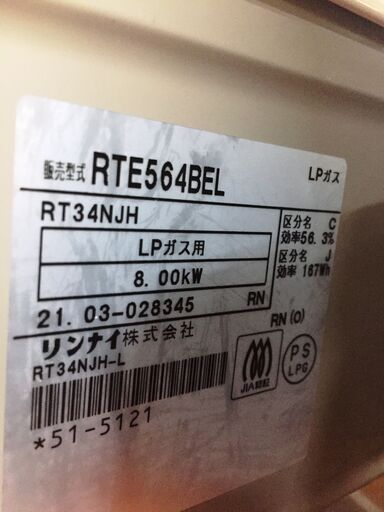 販売型式 RTE564BEL LPガス
RT34NJH
LPガス用
8.00kW
区分名 C
効率56.3%
区分名 J
効率 167Wh
21.03-028345 RN
リンナイ株式会社
RN (O)
RT34NJH-L
JIA認証
PS
LPG
*51-5121